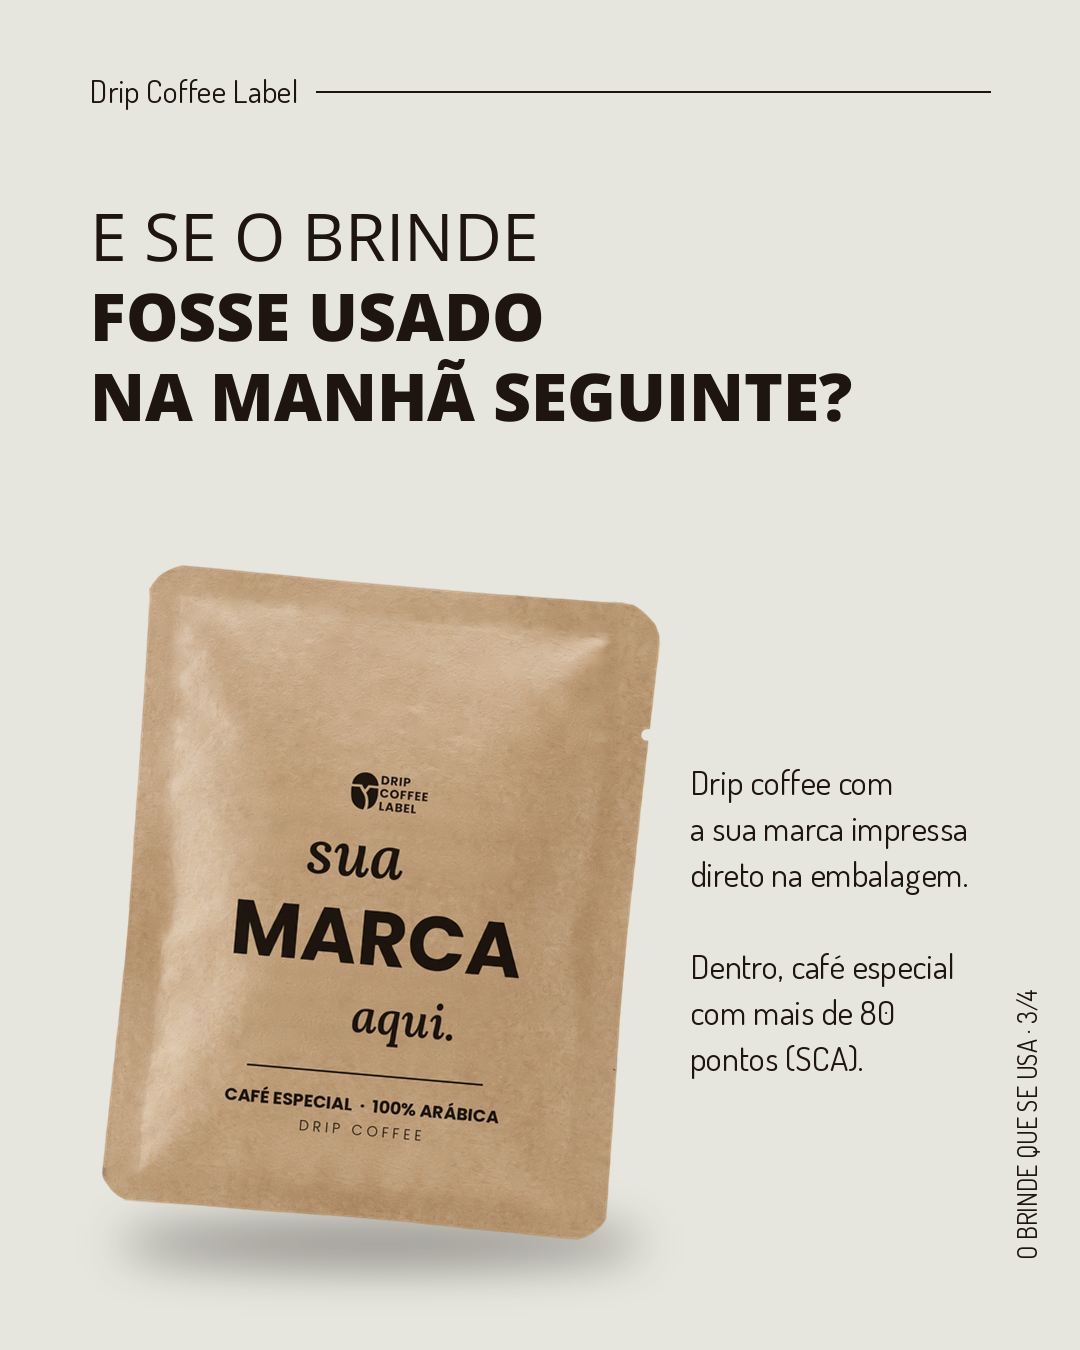 Drip Coffee Label
E SE O BRINDE
FOSSE USADO
NA MANHÃ SEGUINTE?
DRIP
COFFEE
LABEL
sua
MARCA
aqui.
CAFÉ ESPECIAL · 100% ARÁBICA
DRIP COFFEE
Drip coffee com
a sua marca impressa
direto na embalagem.
Dentro, café especial
com mais de 80
pontos (SCA).
O BRINDE QUE SE USA · 3/4